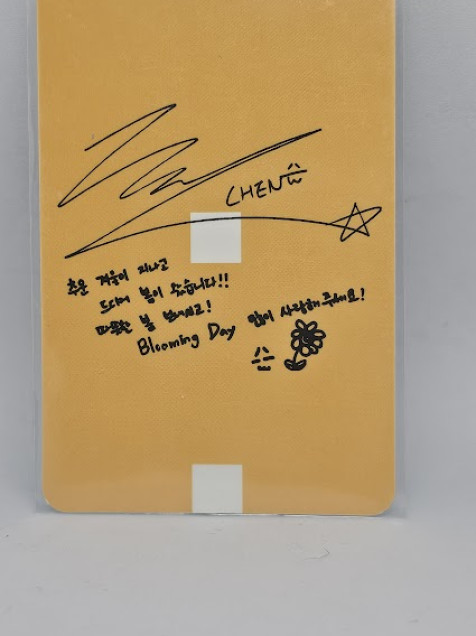 CHEN
추운 겨울이 지나고
드디어 봄이 왔습니다!!
따뜻한 봄 보내시고!
Blooming Day 많이 사랑해주세요!